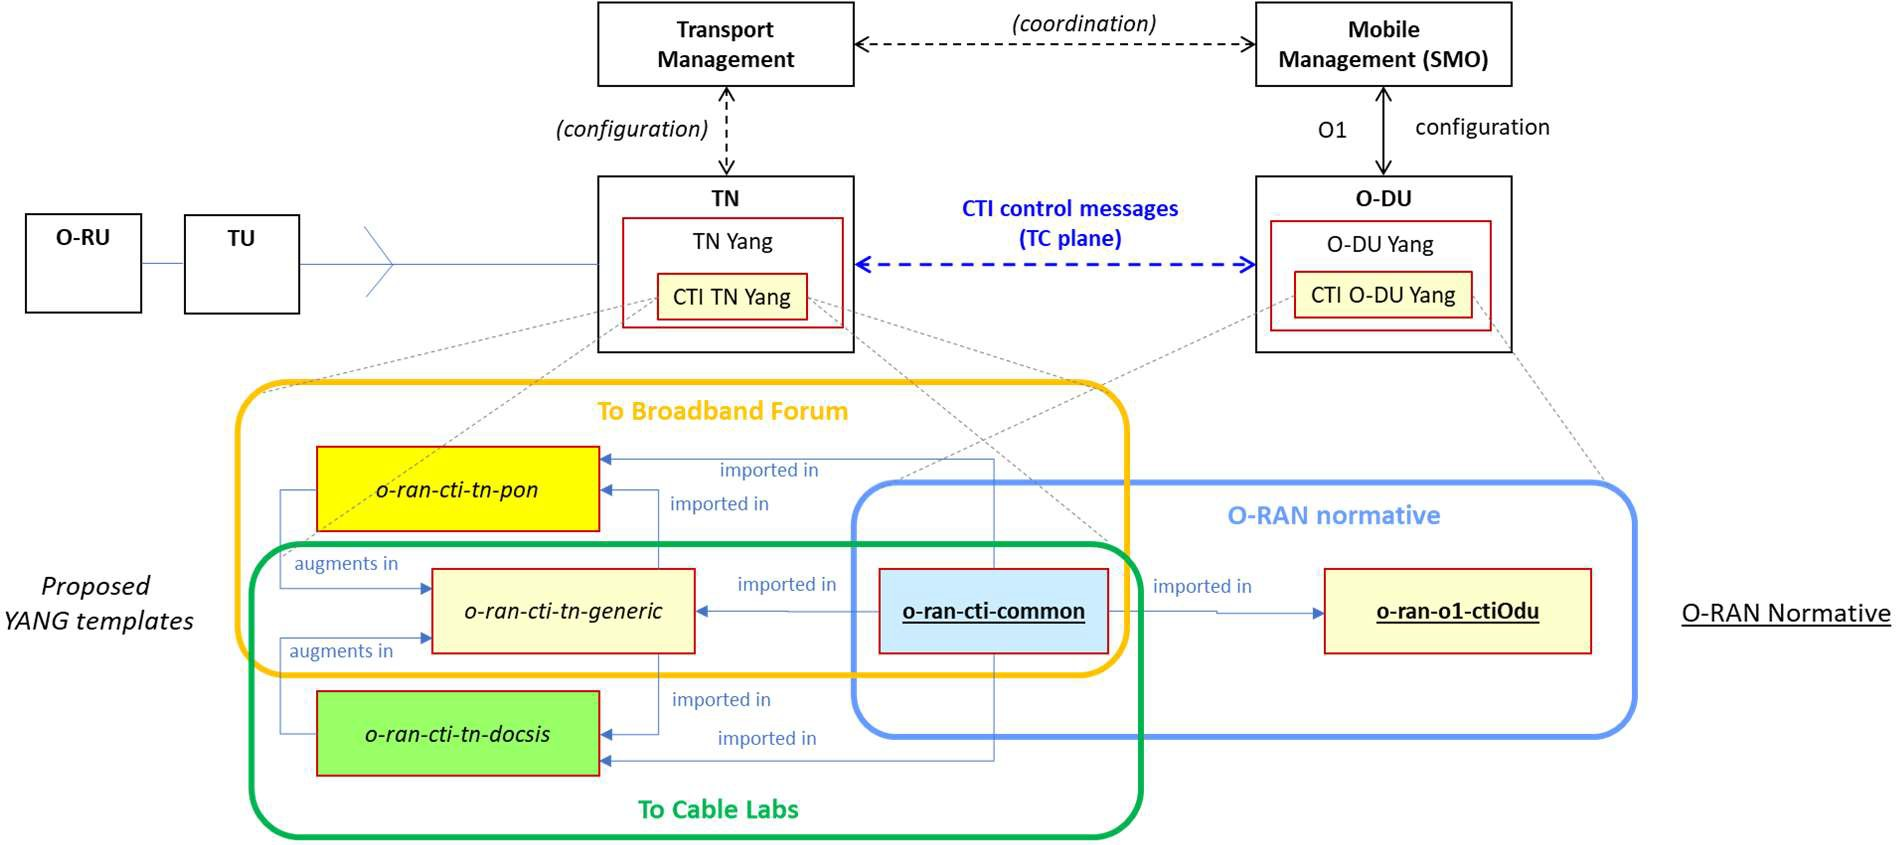 Transport
Management
(coordination)
Mobile
Management (SMO)
(configuration)
O1
configuration
O-RU
TU
TN
TN Yang
CTI TN Yang
CTI control messages
(TC plane)
O-DU
O-DU Yang
CTI O-DU Yang
To Broadband Forum
imported in
o-ran-cti-tn-pon
imported in
O-RAN normative
augments in
Proposed
YANG templates
o-ran-cti-tn-generic
imported in
o-ran-cti-common
imported in
o-ran-o1-ctiOdu
O-RAN Normative
augments in
imported in
o-ran-cti-tn-docsis
imported in
To Cable Labs